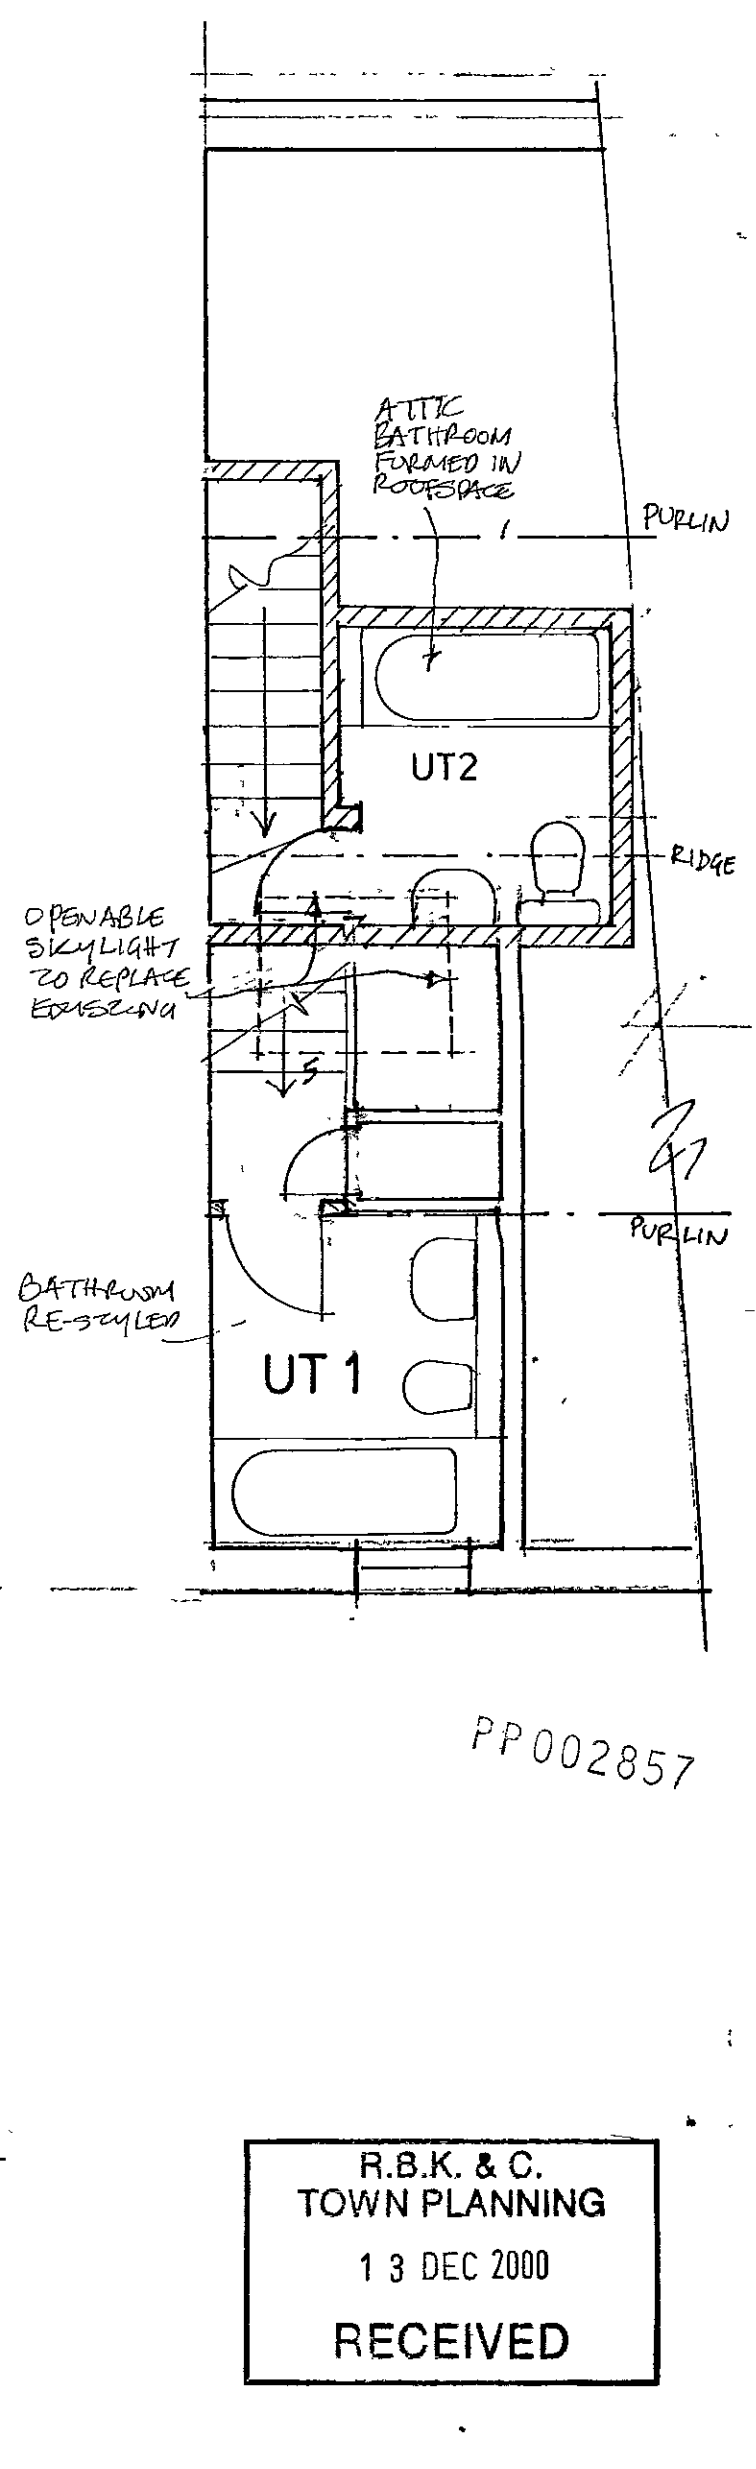 ATTIC
BATHROOM
FORMED IN
ROOFSPACE
PURLIN
UT2
RIDGE
OPENABLE
SKYLIGHT
TO REPLACE
EXISTING
5
PURLIN
BATHROOM
RE-STYLED
UT 1
PP002857
R.B.K. & C.
TOWN PLANNING
13 DEC 2000
RECEIVED